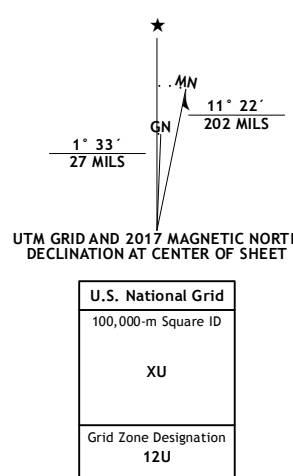 ★
MN
GN
11° 22´
202 MILS
1° 33´
27 MILS
UTM GRID AND 2017 MAGNETIC NORTH
DECLINATION AT CENTER OF SHEET
U.S. National Grid
100,000-m Square ID
XU
Grid Zone Designation
12U